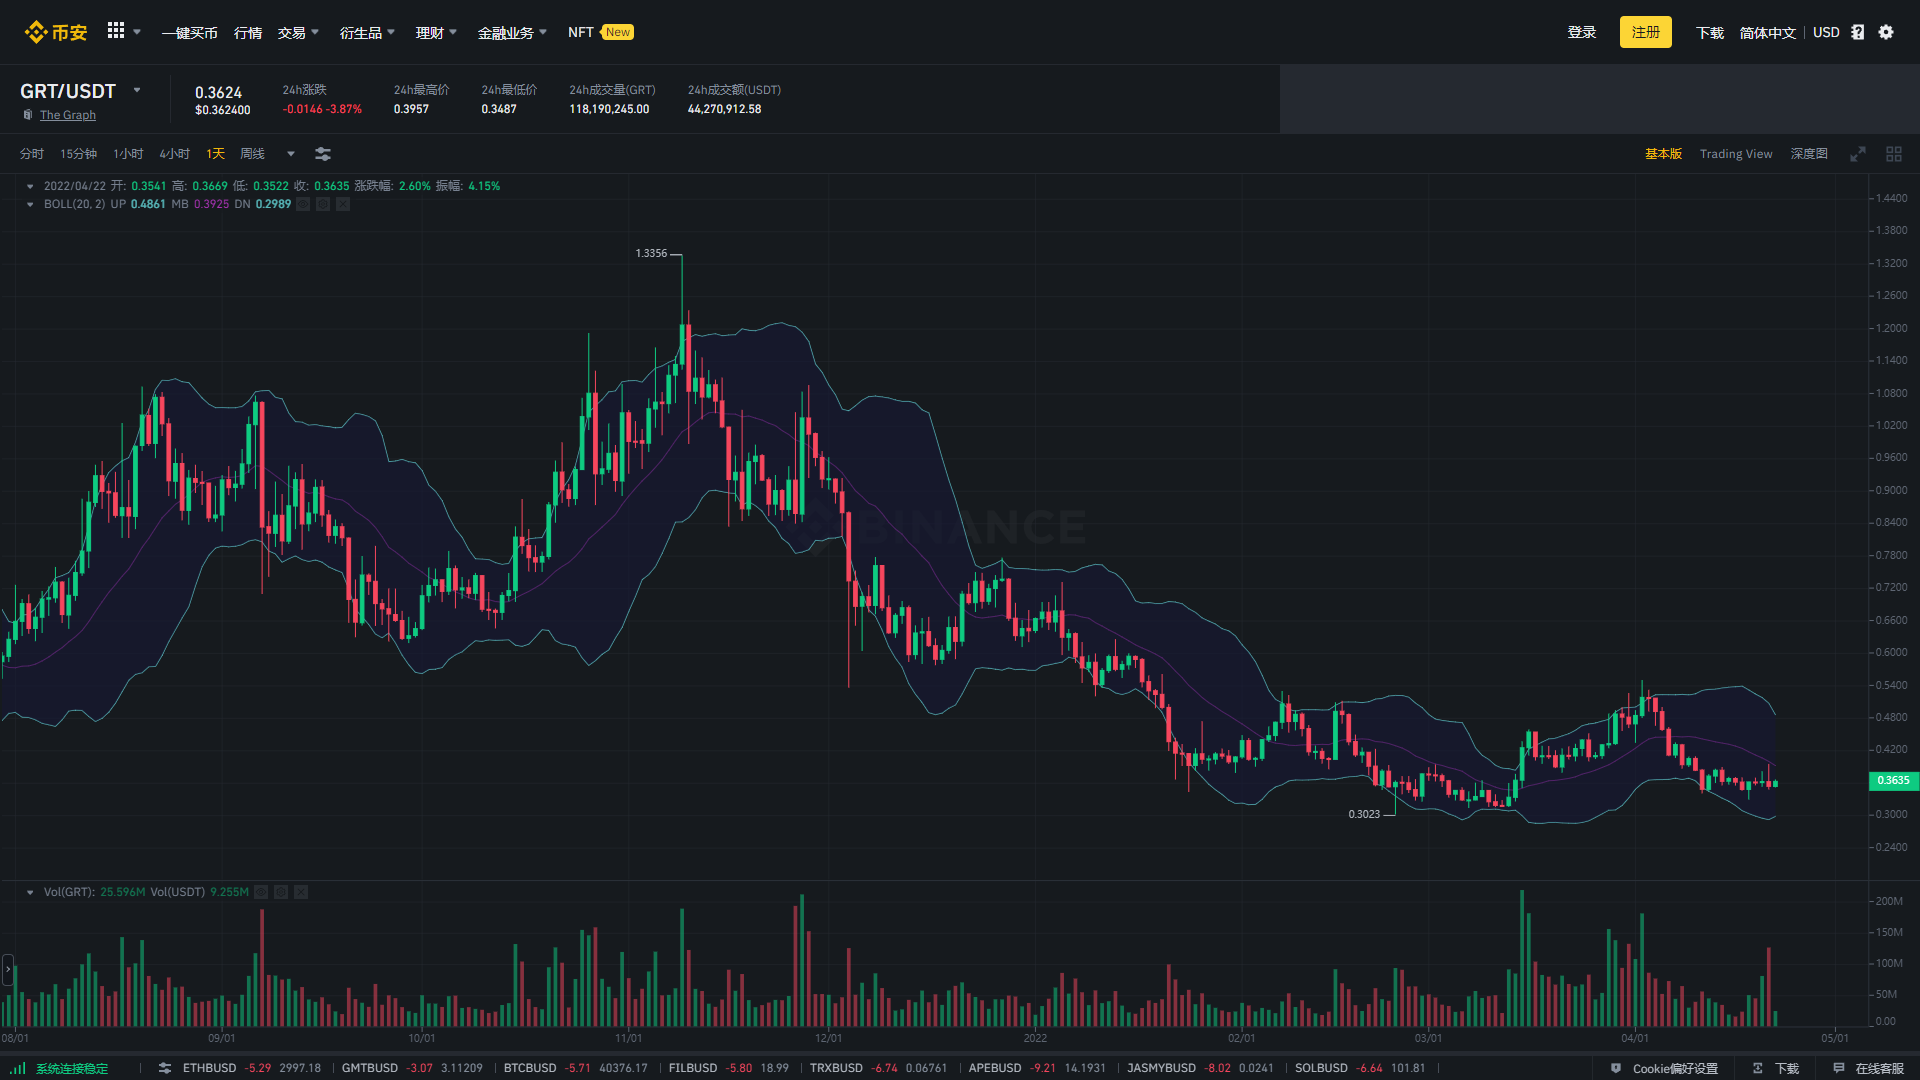 币安 一键买币 行情 交易 衍生品 理财 金融业务 NFT New 登录 注册 下载 简体中文 USD
GRT/USDT
The Graph
0.3624
$0.362400
24h涨跌
-0.0146 -3.87%
24h最高价
0.3957
24h最低价
0.3487
24h成交量(GRT)
118,190,245.00
24h成交额(USDT)
44,270,912.58
分时 15分钟 1小时 4小时 1天 周线 基本版 Trading View 深度图
2022/04/22 开: 0.3541 高: 0.3669 低: 0.3522 收: 0.3635 涨跌幅: 2.60% 振幅: 4.15%
BOLL(20, 2) UP 0.4861 MB 0.3925 DN 0.2989
1.4400
1.3800
1.3200
1.2600
1.2000
1.1400
1.0800
1.0200
0.9600
0.9000
0.8400
0.7800
0.7200
0.6600
0.6000
0.5400
0.4800
0.4200
0.3635
0.3000
0.2400
1.3356
0.3023
BINANCE
Vol(GRT): 25.596M Vol(USDT) 9.255M
200M
150M
100M
50M
0.00
08/01 09/01 10/01 11/01 12/01 2022 02/01 03/01 04/01 05/01
系统连接稳定 ETHBUSD -5.29 2997.18 GMTBUSD -3.07 3.11209 BTCBUSD -5.71 40376.17 FILBUSD -5.80 18.99 TRXBUSD -6.74 0.06761 APEBUSD -9.21 14.1931 JASMYBUSD -8.02 0.0241 SOLBUSD -6.64 101.81 Cookie偏好设置 下载 在线客服